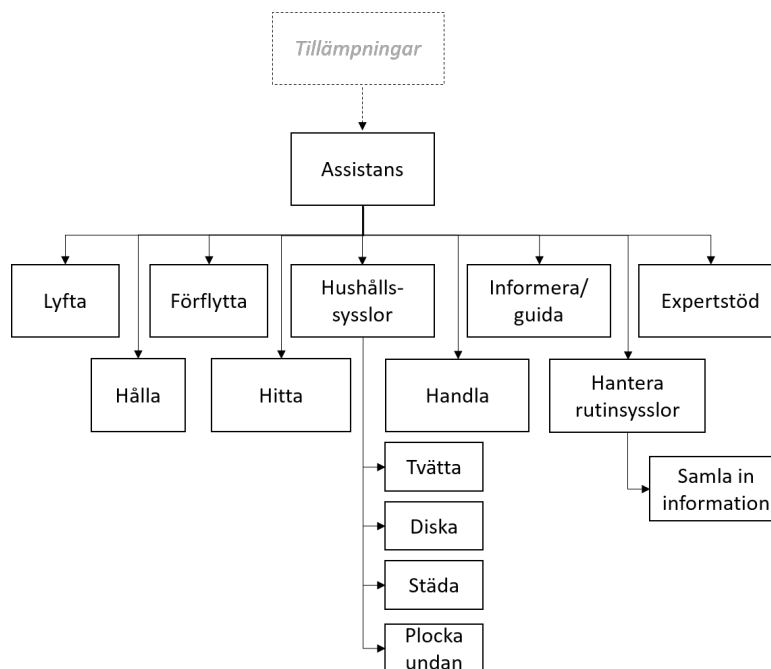 Tillämpningar
Assistans
Lyfta
Förflytta
Hushålls-
sysslor
Informera/
guida
Expertstöd
Hålla
Hitta
Handla
Hantera
rutinsysslor
Tvätta
Diska
Städa
Plocka
undan
Samla in
information